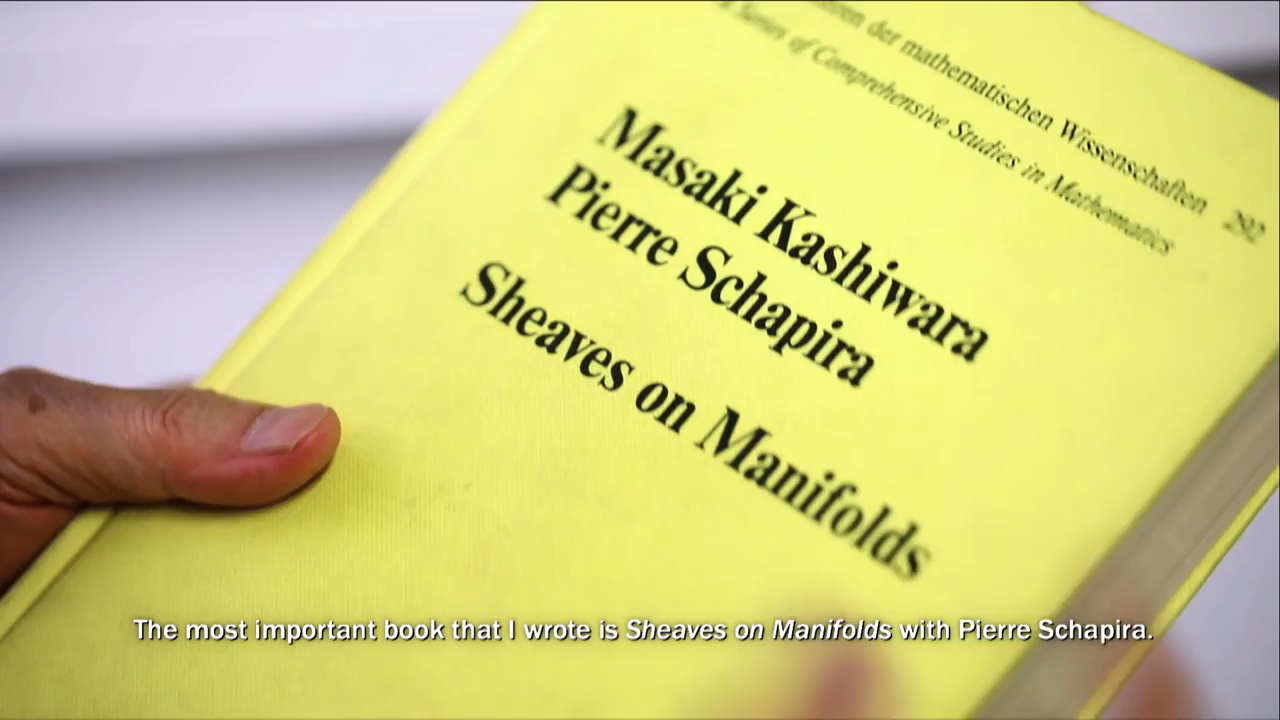 der mathematischen Wissenschaften 292
Series of Comprehensive Studies in Mathematics
Masaki Kashiwara
Pierre Schapira
Sheaves on Manifolds
The most important book that I wrote is Sheaves on Manifolds with Pierre Schapira.